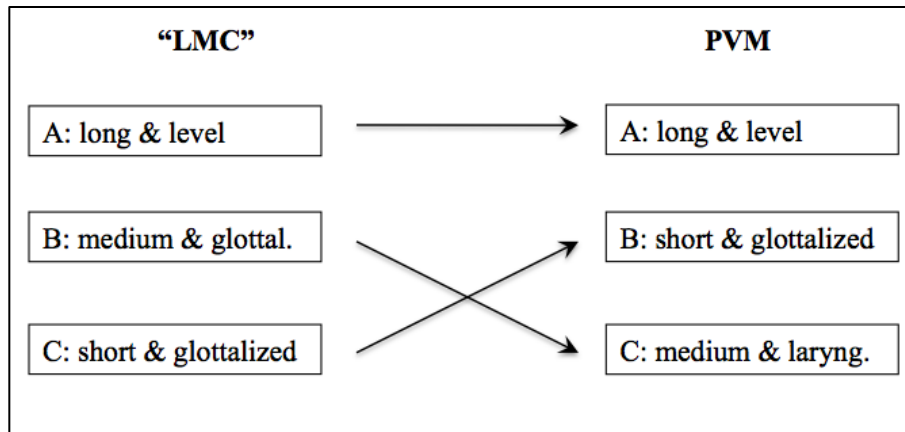 “LMC” PVM
A: long & level A: long & level
B: medium & glottal. B: short & glottalized
C: short & glottalized C: medium & laryng.